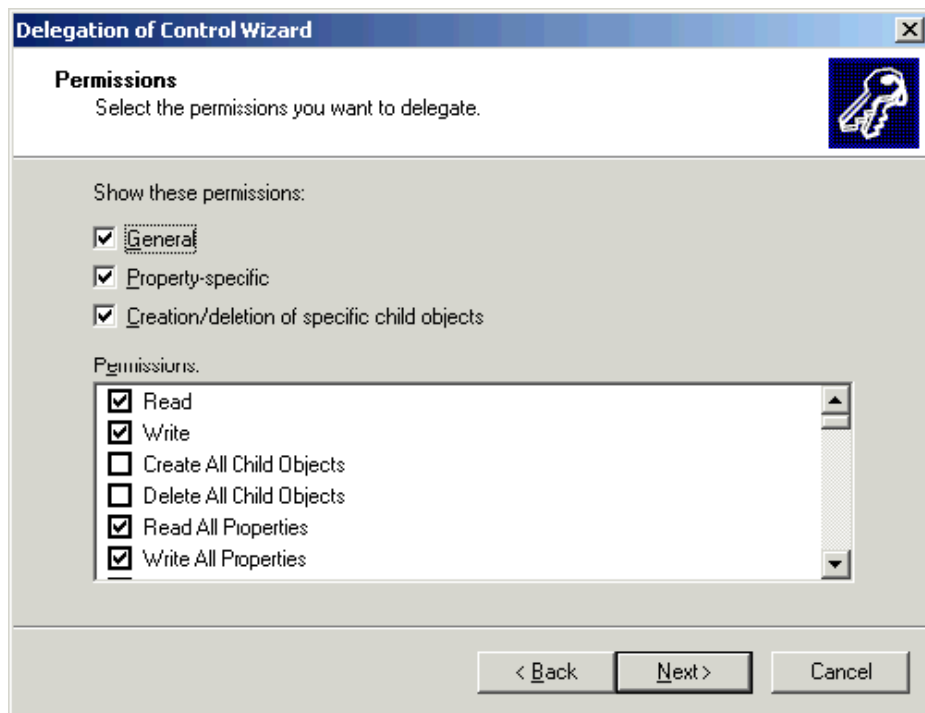 Delegation of Control Wizard
Permissions
Select the permissions you want to delegate.
Show these permissions:
General
Property-specific
Creation/deletion of specific child objects
Permissions:
Read
Write
Create All Child Objects
Delete All Child Objects
Read All Properties
Write All Properties
< Back Next > Cancel